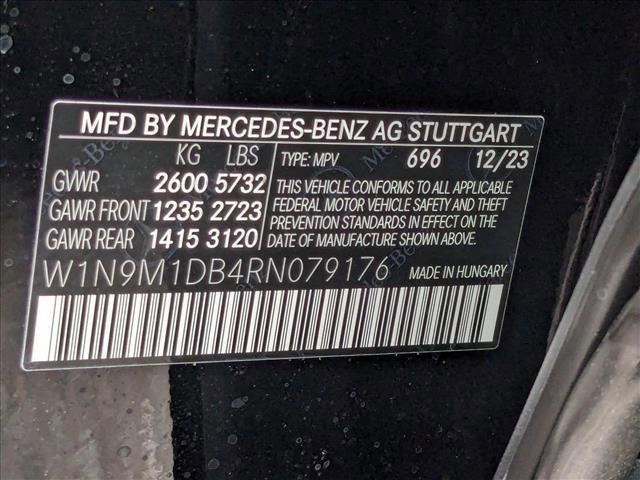 MFD BY MERCEDES-BENZ AG STUTTGART
KG LBS TYPE: MPV 696 12/23
GVWR 2600 5732
GAWR FRONT 1235 2723
GAWR REAR 1415 3120
THIS VEHICLE CONFORMS TO ALL APPLICABLE
FEDERAL MOTOR VEHICLE SAFETY AND THEFT
PREVENTION STANDARDS IN EFFECT ON THE
DATE OF MANUFACTURE SHOWN ABOVE.
W1N9M1DB4RN079176 MADE IN HUNGARY